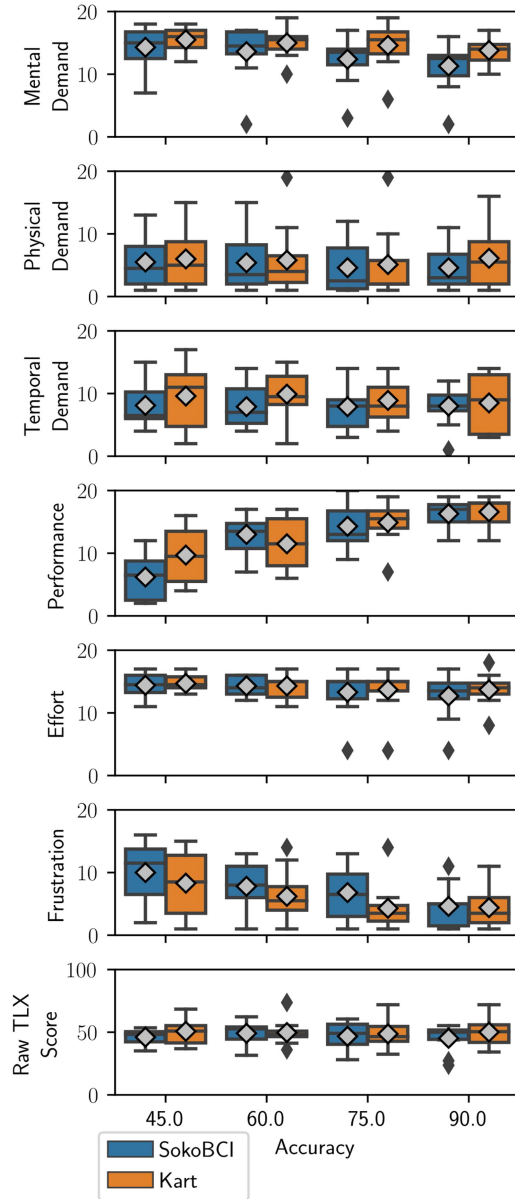 20
10
0
Mental
Demand
20
10
0
Physical
Demand
20
10
0
Temporal
Demand
20
10
0
Performance
20
10
0
Effort
20
10
0
Frustration
100
50
0
Raw TLX
Score
45.0 60.0 75.0 90.0
Accuracy
SokoBCI
Kart